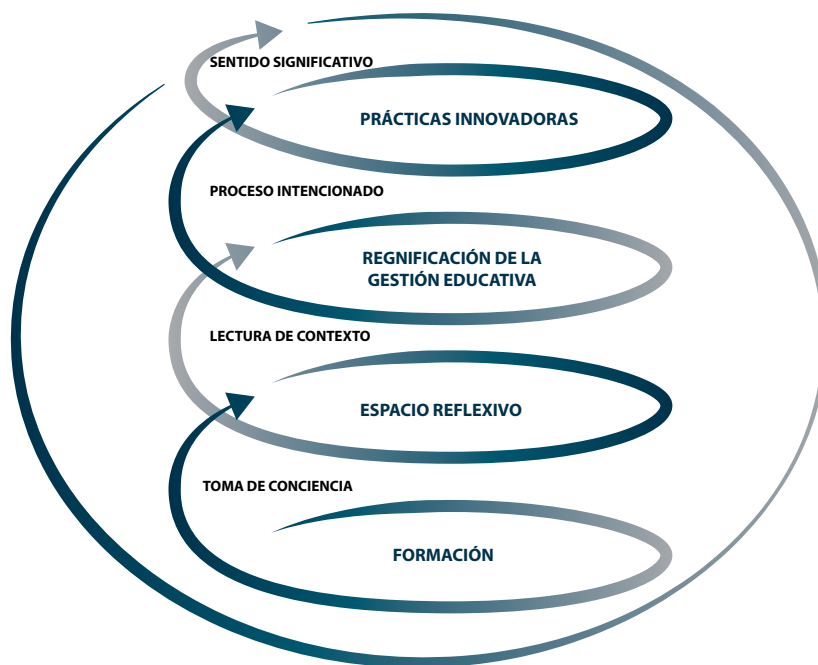 SENTIDO SIGNIFICATIVO
PRÁCTICAS INNOVADORAS
PROCESO INTENCIONADO
REGNIFICACIÓN DE LA
GESTIÓN EDUCATIVA
LECTURA DE CONTEXTO
ESPACIO REFLEXIVO
TOMA DE CONCIENCIA
FORMACIÓN